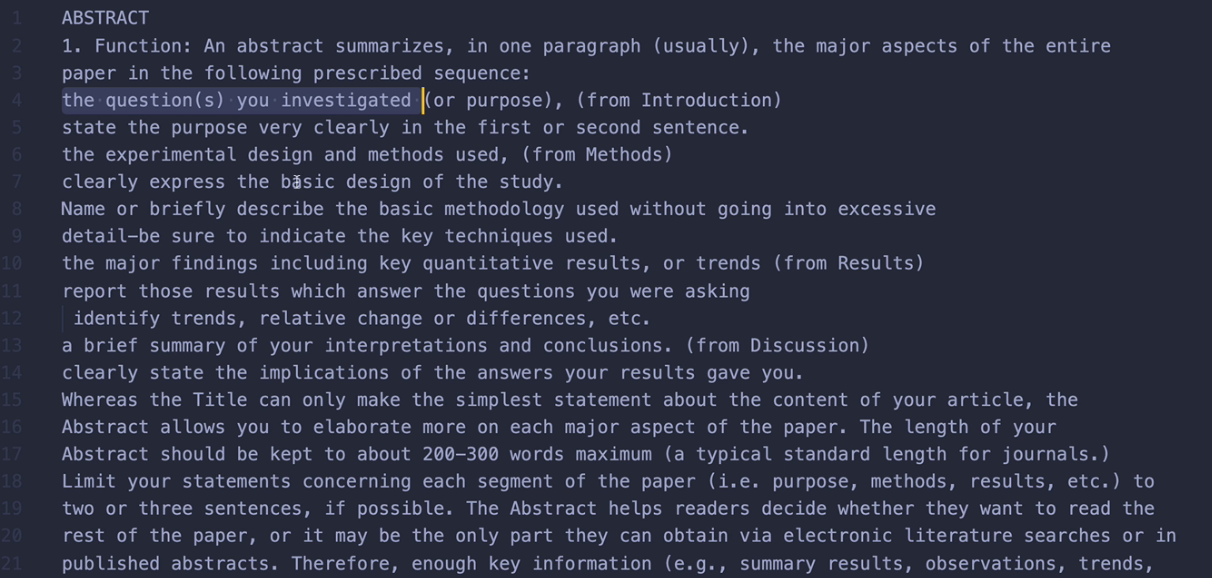 1 ABSTRACT
2 1. Function: An abstract summarizes, in one paragraph (usually), the major aspects of the entire
3 paper in the following prescribed sequence:
4 the question(s) you investigated (or purpose), (from Introduction)
5 state the purpose very clearly in the first or second sentence.
6 the experimental design and methods used, (from Methods)
7 clearly express the basic design of the study.
8 Name or briefly describe the basic methodology used without going into excessive
9 detail—be sure to indicate the key techniques used.
10 the major findings including key quantitative results, or trends (from Results)
11 report those results which answer the questions you were asking
12 identify trends, relative change or differences, etc.
13 a brief summary of your interpretations and conclusions. (from Discussion)
14 clearly state the implications of the answers your results gave you.
15 Whereas the Title can only make the simplest statement about the content of your article, the
16 Abstract allows you to elaborate more on each major aspect of the paper. The length of your
17 Abstract should be kept to about 200—300 words maximum (a typical standard length for journals.)
18 Limit your statements concerning each segment of the paper (i.e. purpose, methods, results, etc.) to
19 two or three sentences, if possible. The Abstract helps readers decide whether they want to read the
20 rest of the paper, or it may be the only part they can obtain via electronic literature searches or in
21 published abstracts. Therefore, enough key information (e.g., summary results, observations, trends,